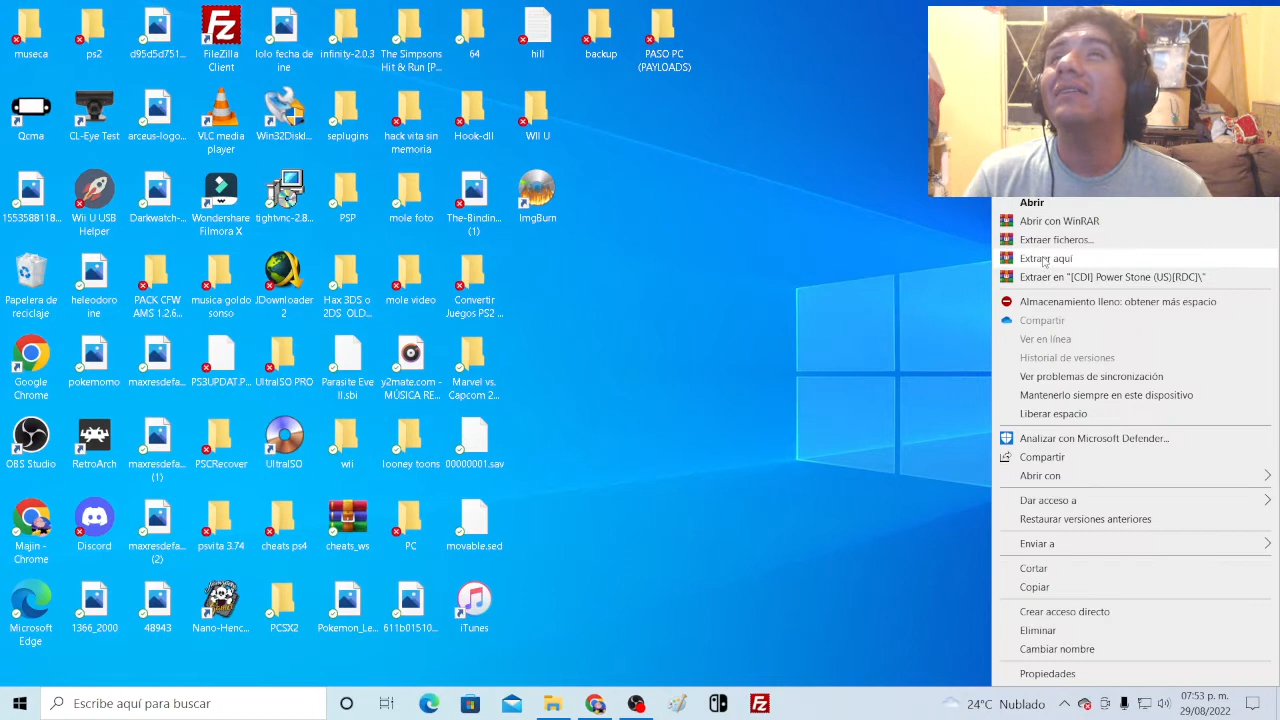 museca
ps2
d95d5d751...
FileZilla
Client
lolo fecha de
ine
infinity-2.0.3
The Simpsons
Hit & Run [P...
64
hill
backup
PASO PC
(PAYLOADS)
Qcma
CL-Eye Test
arceus-logo...
VLC media
player
Win32Diskl...
seplugins
hack vita sin
memoria
Hook-dll
WII U
1553588118...
Wii U USB
Helper
Darkwatch-...
Wondershare
Filmora X
tightvnc-2.8...
PSP
mole foto
The-Bindin...
(1)
ImgBurn
Papelera de
reciclaje
heleodoro
ine
PACK CFW
AMS 1.2.6...
musica goldo
sonso
JDownloader
2
Hax 3DS o
2DS OLD...
mole video
Convertir
Juegos PS2 ...
Google
Chrome
pokemomo
maxresdefa...
PS3UPDAT.P...
UltraISO PRO
Parasite Eve
II.sbi
y2mate.com -
MÚSICA RE...
Marvel vs.
Capcom 2...
OBS Studio
RetroArch
maxresdefa...
(1)
PSCRecover
UltraISO
wii
looney toons
00000001.sav
Majin -
Chrome
Discord
maxresdefa...
(2)
psvita 3.74
cheats ps4
cheats_ws
PC
movable.sed
Microsoft
Edge
1366_2000
48943
Nano-Henc...
PCSX2
Pokemon_Le...
611b01510...
iTunes
Abrir
Abrir con WinRAR
Extraer ficheros...
Extraer aquí
Extraer en "[CDI] Power Stone (US)[RDC]\"
Almacenamiento lleno: obtener más espacio
Compartir
Ver en línea
Historial de versiones
Ver problemas de sincronización
Mantenerlo siempre en este dispositivo
Liberar espacio
Analizar con Microsoft Defender...
Compartir
Abrir con
Dar acceso a
Restaurar versiones anteriores
Enviar a
Cortar
Copiar
Crear acceso directo
Eliminar
Cambiar nombre
Propiedades
Escribe aquí para buscar
24°C Nublado
07:53 p. m.
29/08/2022